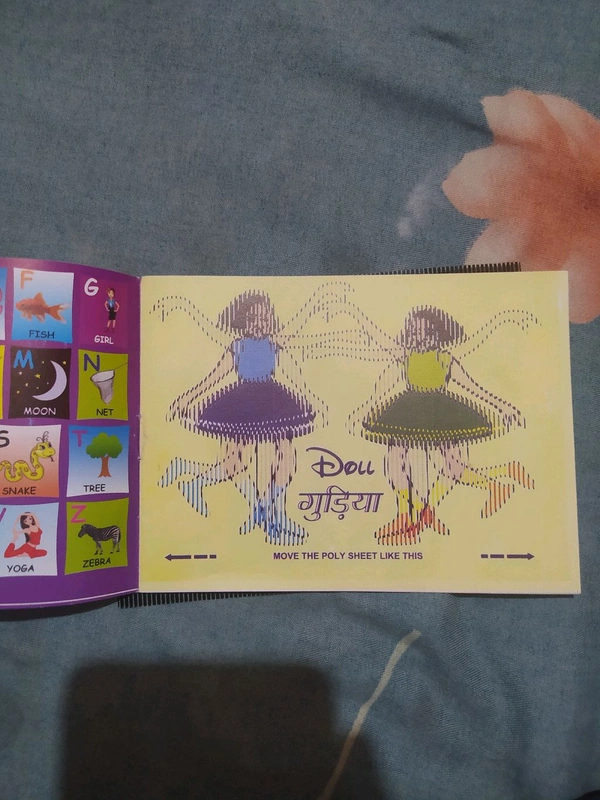 F
FISH
G
GIRL
M
MOON
N
NET
S
SNAKE
T
TREE
YOGA
Z
ZEBRA
Doll
गुड़िया
MOVE THE POLY SHEET LIKE THIS